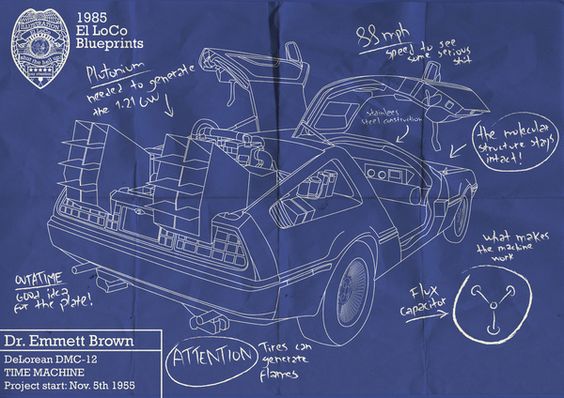 1985
El LoCo
Blueprints
Plutonium
needed to generate
the 1.21 GW
88 mph
speed to see
some serious
shit
stainless
steel construction
the molecular
structure stays
intact!
what makes
the machine
work
Flux
capacitor
OUTATIME
Good idea
for the plate!
ATTENTION
Tires can
generate
flames
Dr. Emmett Brown
DeLorean DMC-12
TIME MACHINE
Project start: Nov. 5th 1955